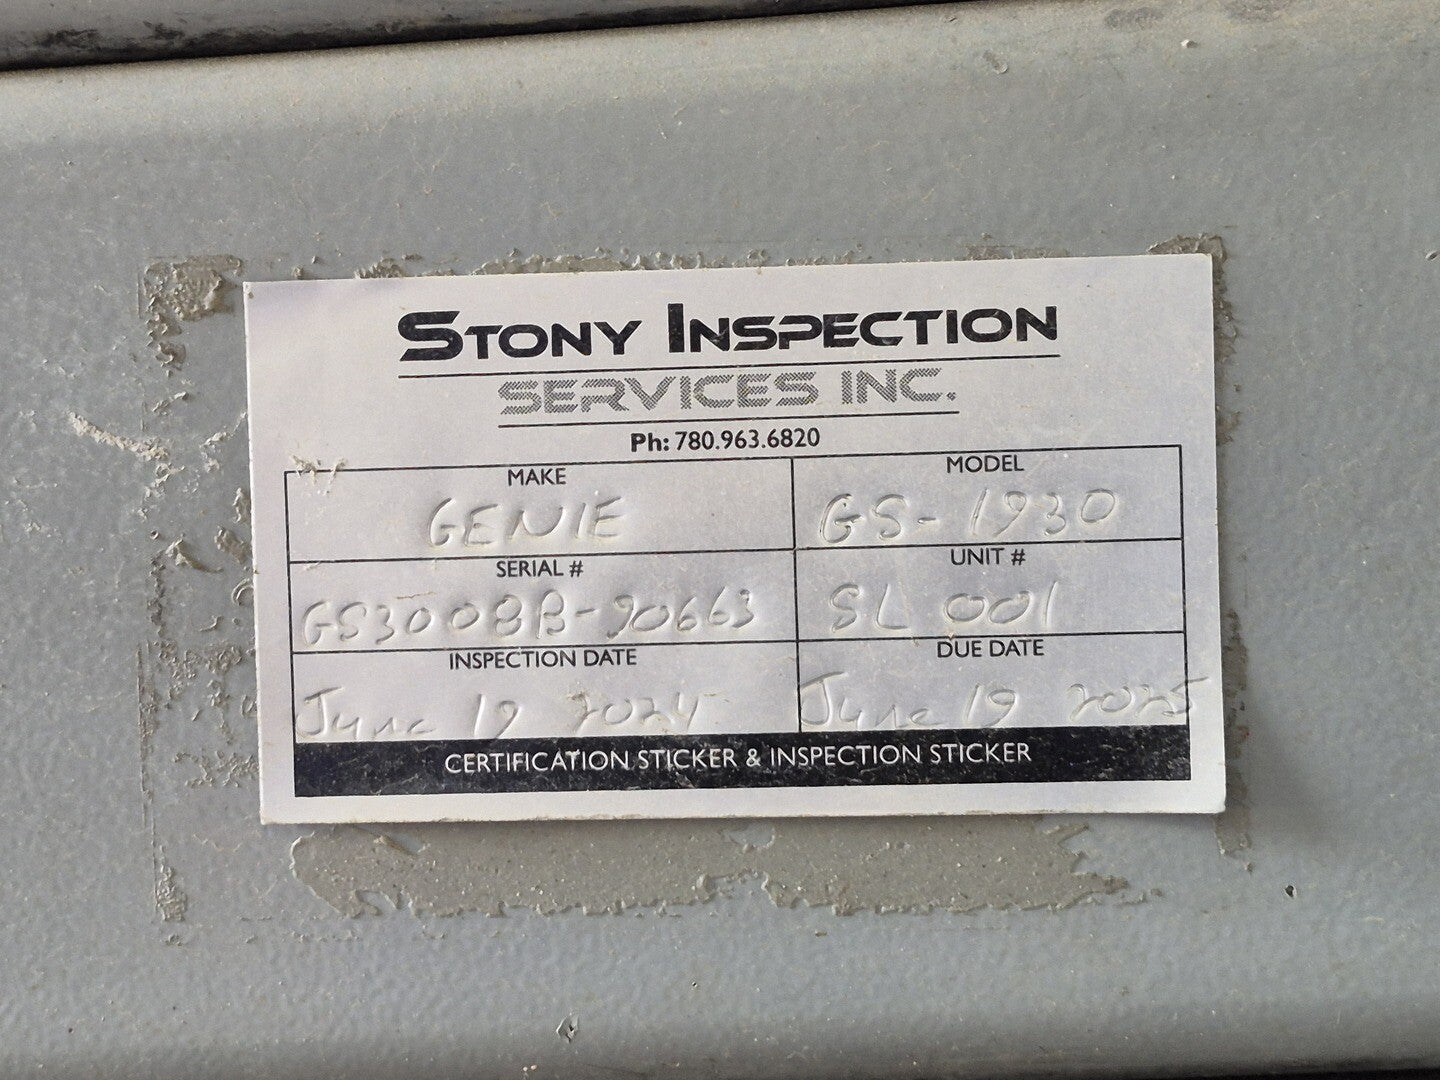 STONY INSPECTION
SERVICES INC.
Ph: 780.963.6820
MAKE
GENIE
MODEL
GS-1930
SERIAL #
GS3008B-90663
UNIT #
SL 001
INSPECTION DATE
June 19 2024
DUE DATE
June 19 2025
CERTIFICATION STICKER & INSPECTION STICKER